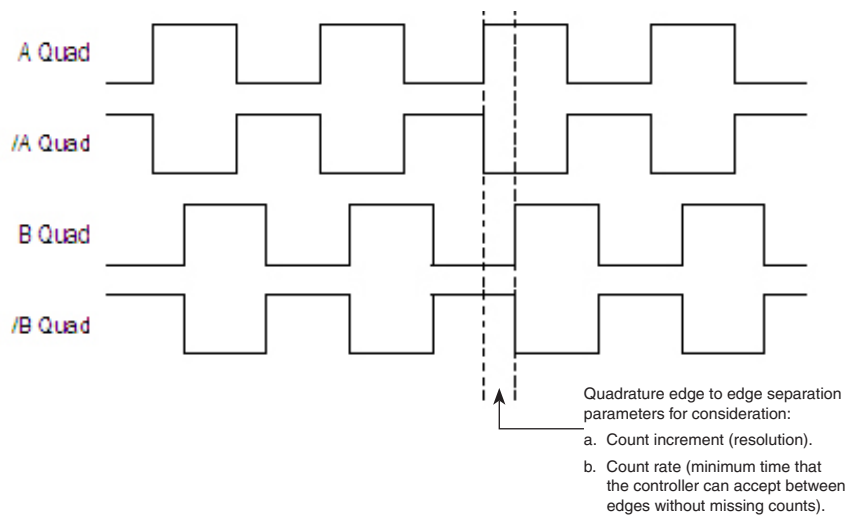 A Quad
/A Quad
B Quad
/B Quad
Quadrature edge to edge separation
parameters for consideration:
a. Count increment (resolution).
b. Count rate (minimum time that
the controller can accept between
edges without missing counts).